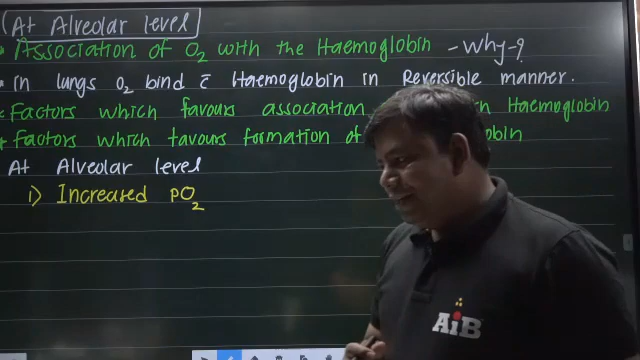 At Alveolar level
• Association of O2 with the Haemoglobin - Why-?
• In lungs O2 bind c̄ Haemoglobin in Reversible manner.
* Factors which favours association Haemoglobin
* factors which favours formation of
At Alveolar level
1) Increased PO2
AiB